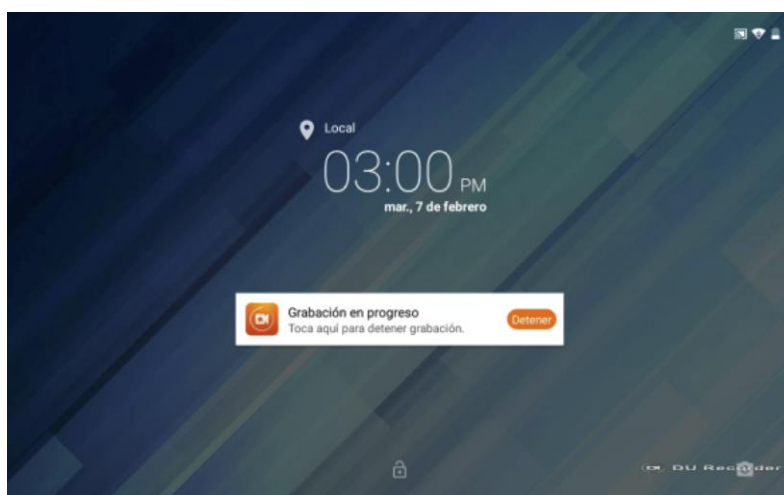 Local
03:00 PM
mar., 7 de febrero
Grabación en progreso
Toca aquí para detener grabación.
Detener
DU Recorder